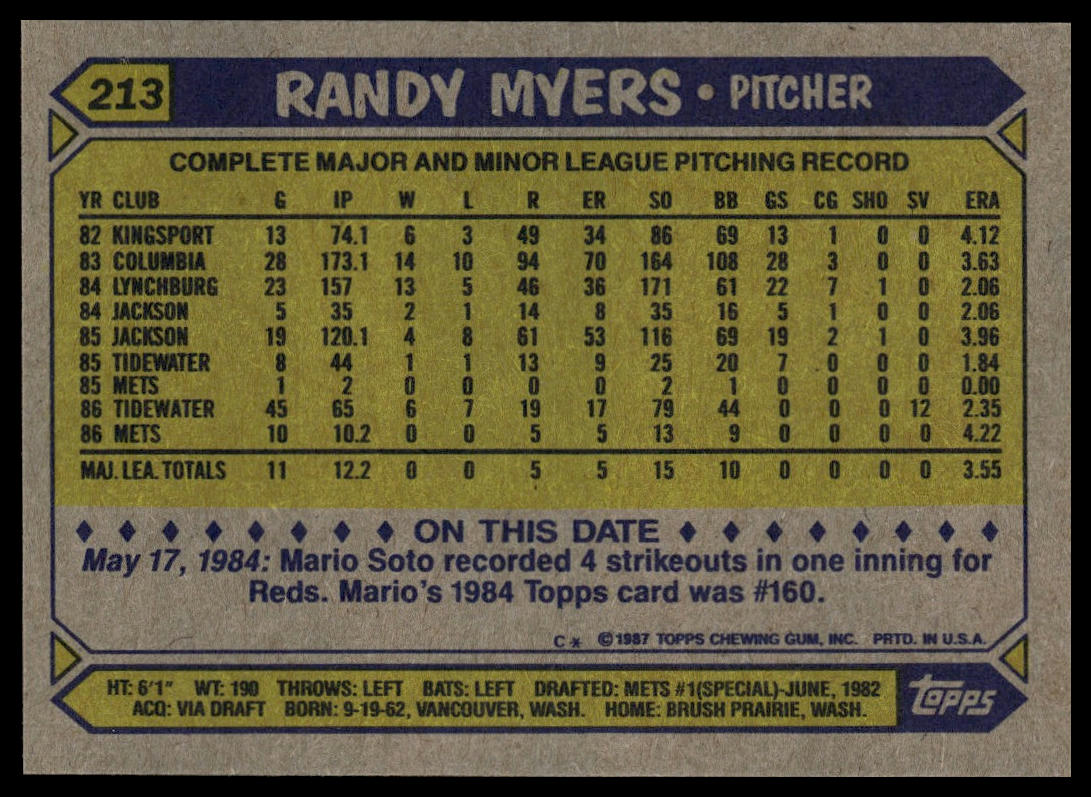 213 RANDY MYERS • PITCHER
COMPLETE MAJOR AND MINOR LEAGUE PITCHING RECORD
YR CLUB G IP W L R ER SO BB GS CG SHO SV ERA
82 KINGSPORT 13 74.1 6 3 49 34 86 69 13 1 0 0 4.12
83 COLUMBIA 28 173.1 14 10 94 70 164 108 28 3 0 0 3.63
84 LYNCHBURG 23 157 13 5 46 36 171 61 22 7 1 0 2.06
84 JACKSON 5 35 2 1 14 8 35 16 5 1 0 0 2.06
85 JACKSON 19 120.1 4 8 61 53 116 69 19 2 1 0 3.96
85 TIDEWATER 8 44 1 1 13 9 25 20 7 0 0 0 1.84
85 METS 1 2 0 0 0 0 2 1 0 0 0 0 0.00
86 TIDEWATER 45 65 6 7 19 17 79 44 0 0 0 12 2.35
86 METS 10 10.2 0 0 5 5 13 9 0 0 0 0 4.22
MAJ. LEA. TOTALS 11 12.2 0 0 5 5 15 10 0 0 0 0 3.55
ON THIS DATE
May 17, 1984: Mario Soto recorded 4 strikeouts in one inning for
Reds. Mario's 1984 Topps card was #160.
C* ©1987 TOPPS CHEWING GUM, INC. PRTD. IN U.S.A.
HT: 6'1" WT: 190 THROWS: LEFT BATS: LEFT DRAFTED: METS #1(SPECIAL)-JUNE, 1982
ACQ: VIA DRAFT BORN: 9-19-62, VANCOUVER, WASH. HOME: BRUSH PRAIRIE, WASH.
topps